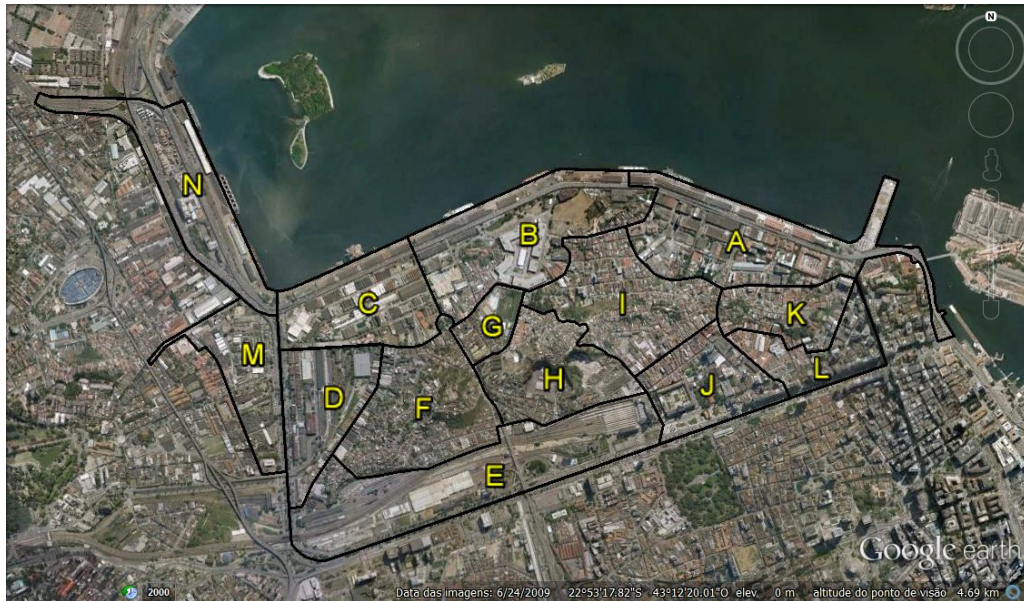 N
N
B
A
C
G
I
K
M
D
F
H
J
L
E
Google earth
2000
Data das imagens: 6/24/2009 22°53'17.82"S 43°12'20.01"O elev 0 m altitude do ponto de visão 4.69 km